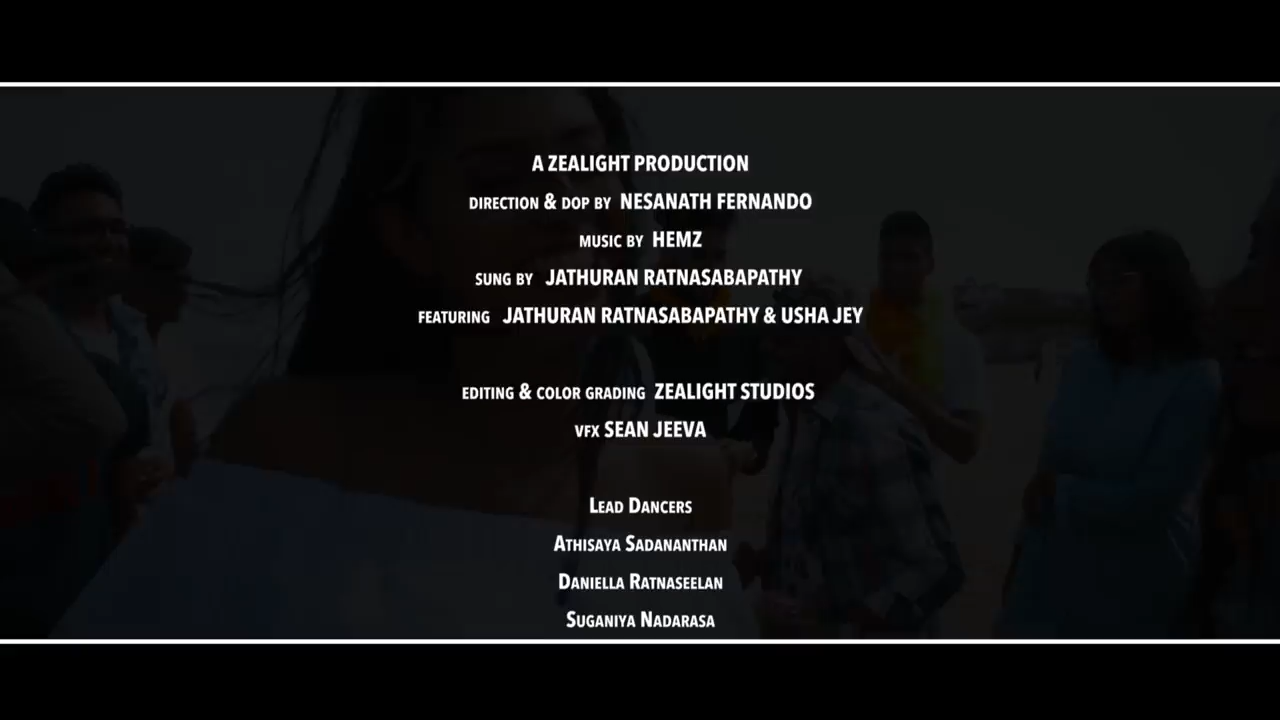 A ZEALIGHT PRODUCTION
DIRECTION & DOP BY NESANATH FERNANDO
MUSIC BY HEMZ
SUNG BY JATHURAN RATNASABAPATHY
FEATURING JATHURAN RATNASABAPATHY & USHA JEY
EDITING & COLOR GRADING ZEALIGHT STUDIOS
VFX SEAN JEEVA
LEAD DANCERS
ATHISAYA SADANANTHAN
DANIELLA RATNASEELAN
SUGANIYA NADARASA